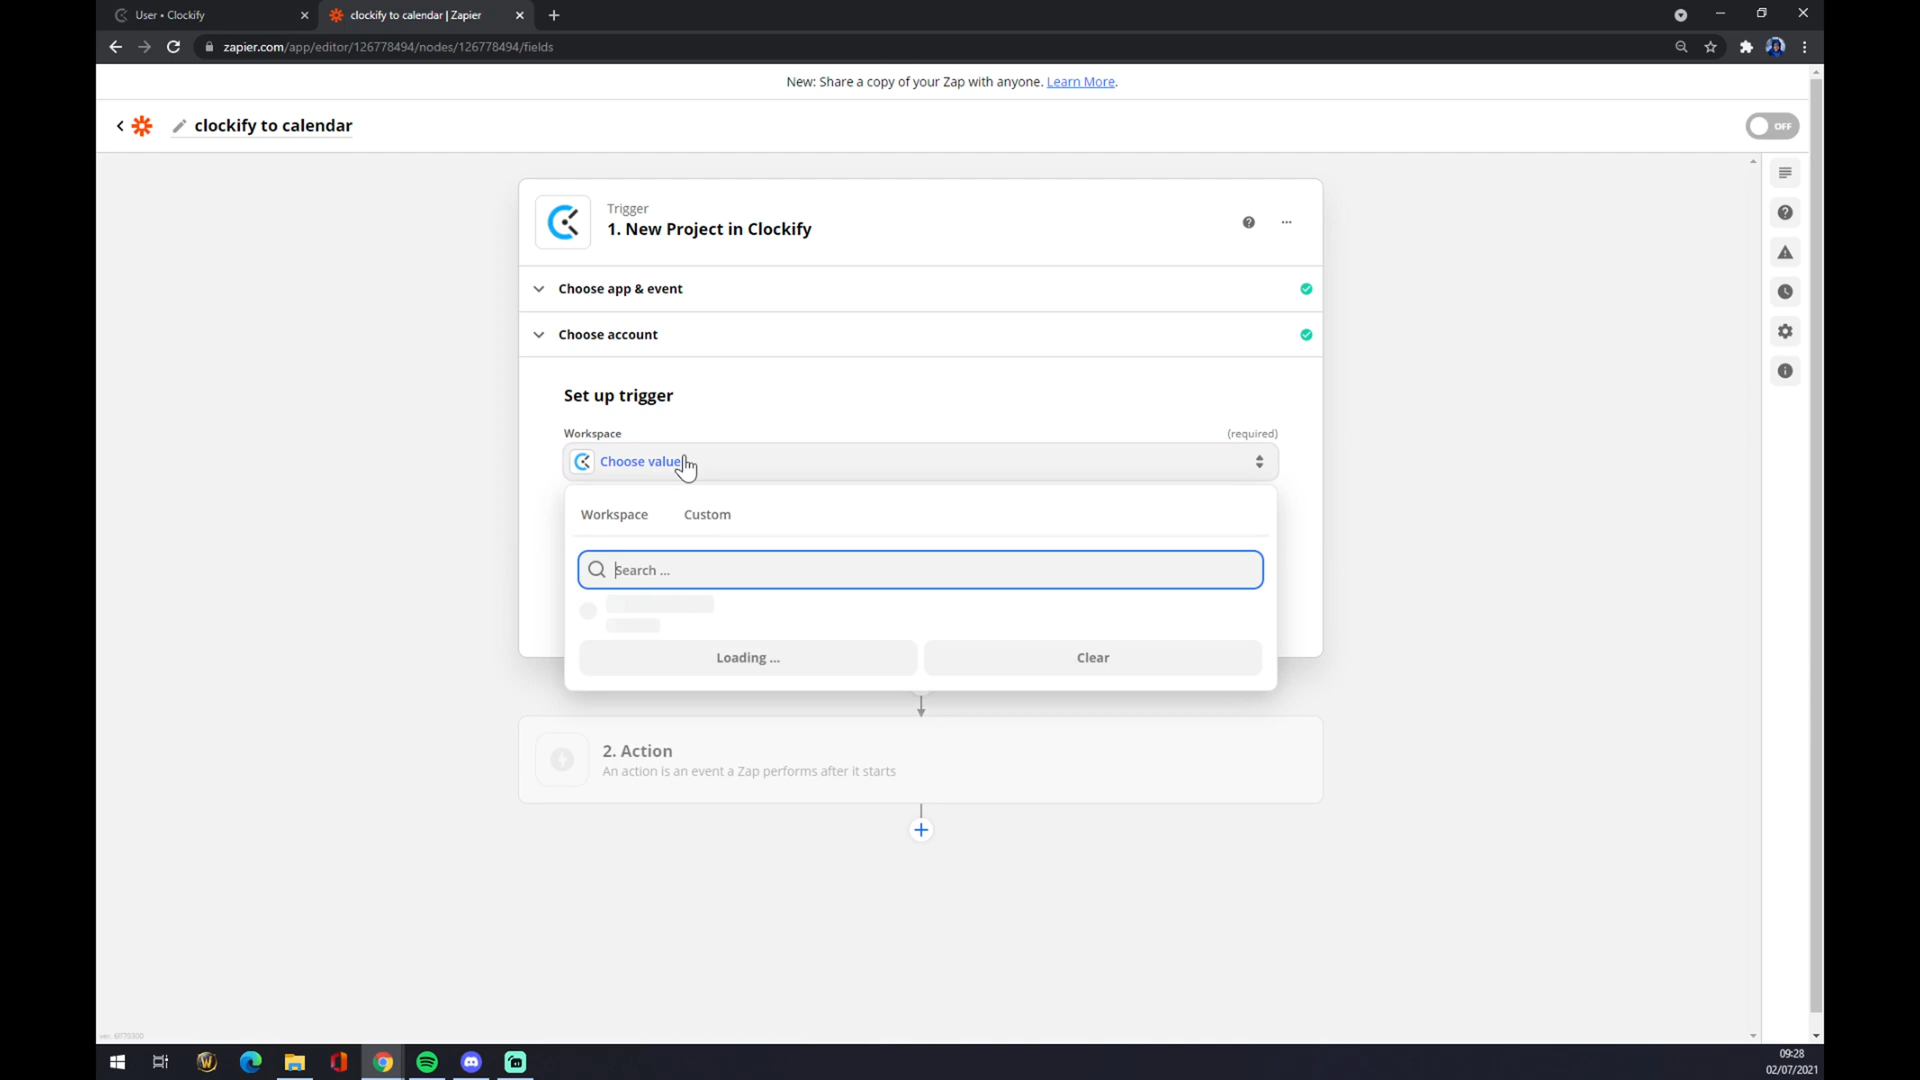 User • Clockify
clockify to calendar | Zapier
zapier.com/app/editor/126778494/nodes/126778494/fields
New: Share a copy of your Zap with anyone. Learn More.
clockify to calendar
OFF
Trigger
1. New Project in Clockify
Choose app & event
Choose account
Set up trigger
Workspace
(required)
Choose value
Workspace
Custom
Search ...
Loading ...
Clear
2. Action
An action is an event a Zap performs after it starts
09:28
02/07/2021